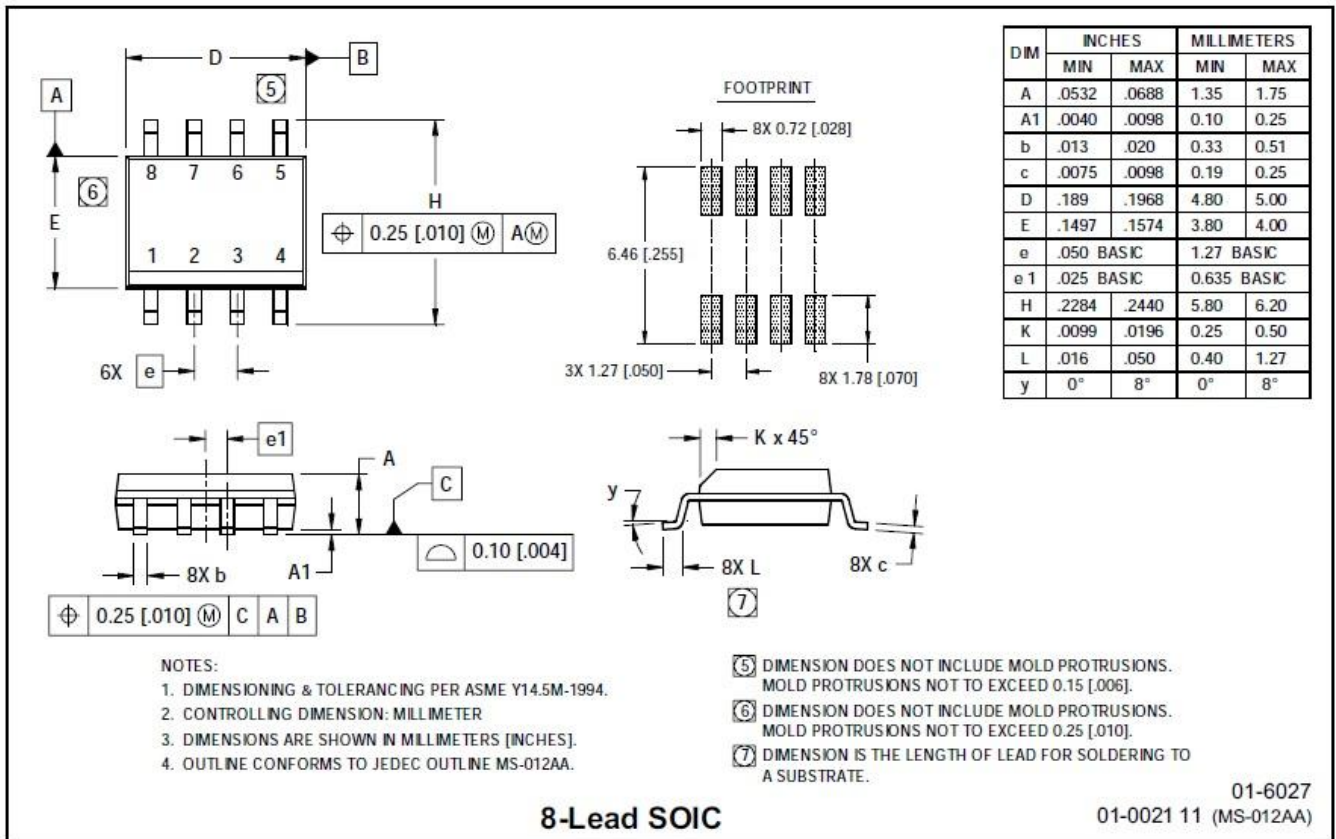 D
B
A
5
8 7 6 5
6
E
H
⌖ 0.25 [.010] Ⓜ AⓂ
1 2 3 4
6X e
FOOTPRINT
8X 0.72 [.028]
6.46 [.255]
3X 1.27 [.050]
8X 1.78 [.070]
DIM INCHES MILLIMETERS
MIN MAX MIN MAX
A .0532 .0688 1.35 1.75
A1 .0040 .0098 0.10 0.25
b .013 .020 0.33 0.51
c .0075 .0098 0.19 0.25
D .189 .1968 4.80 5.00
E .1497 .1574 3.80 4.00
e .050 BASIC 1.27 BASIC
e 1 .025 BASIC 0.635 BASIC
H .2284 .2440 5.80 6.20
K .0099 .0196 0.25 0.50
L .016 .050 0.40 1.27
y 0° 8° 0° 8°
e1
A
C
0.10 [.004]
8X b
A1
⌖ 0.25 [.010] Ⓜ C A B
K x 45°
y
8X L
8X c
7
NOTES:
1. DIMENSIONING & TOLERANCING PER ASME Y14.5M-1994.
2. CONTROLLING DIMENSION: MILLIMETER
3. DIMENSIONS ARE SHOWN IN MILLIMETERS [INCHES].
4. OUTLINE CONFORMS TO JEDEC OUTLINE MS-012AA.
5 DIMENSION DOES NOT INCLUDE MOLD PROTRUSIONS.
MOLD PROTRUSIONS NOT TO EXCEED 0.15 [.006].
6 DIMENSION DOES NOT INCLUDE MOLD PROTRUSIONS.
MOLD PROTRUSIONS NOT TO EXCEED 0.25 [.010].
7 DIMENSION IS THE LENGTH OF LEAD FOR SOLDERING TO
A SUBSTRATE.
8-Lead SOIC
01-6027
01-0021 11 (MS-012AA)